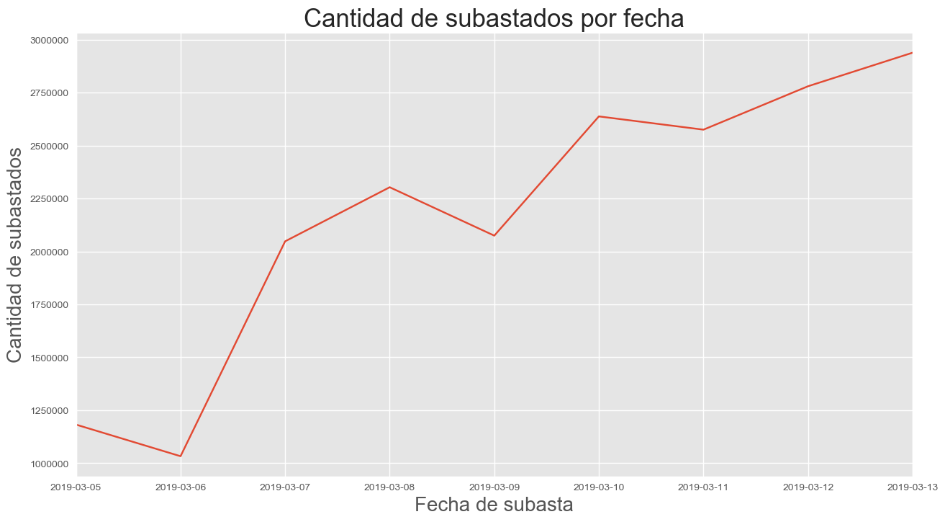 Cantidad de subastados por fecha
Cantidad de subastados
3000000
2750000
2500000
2250000
2000000
1750000
1500000
1250000
1000000
2019-03-05 2019-03-06 2019-03-07 2019-03-08 2019-03-09 2019-03-10 2019-03-11 2019-03-12 2019-03-13
Fecha de subasta